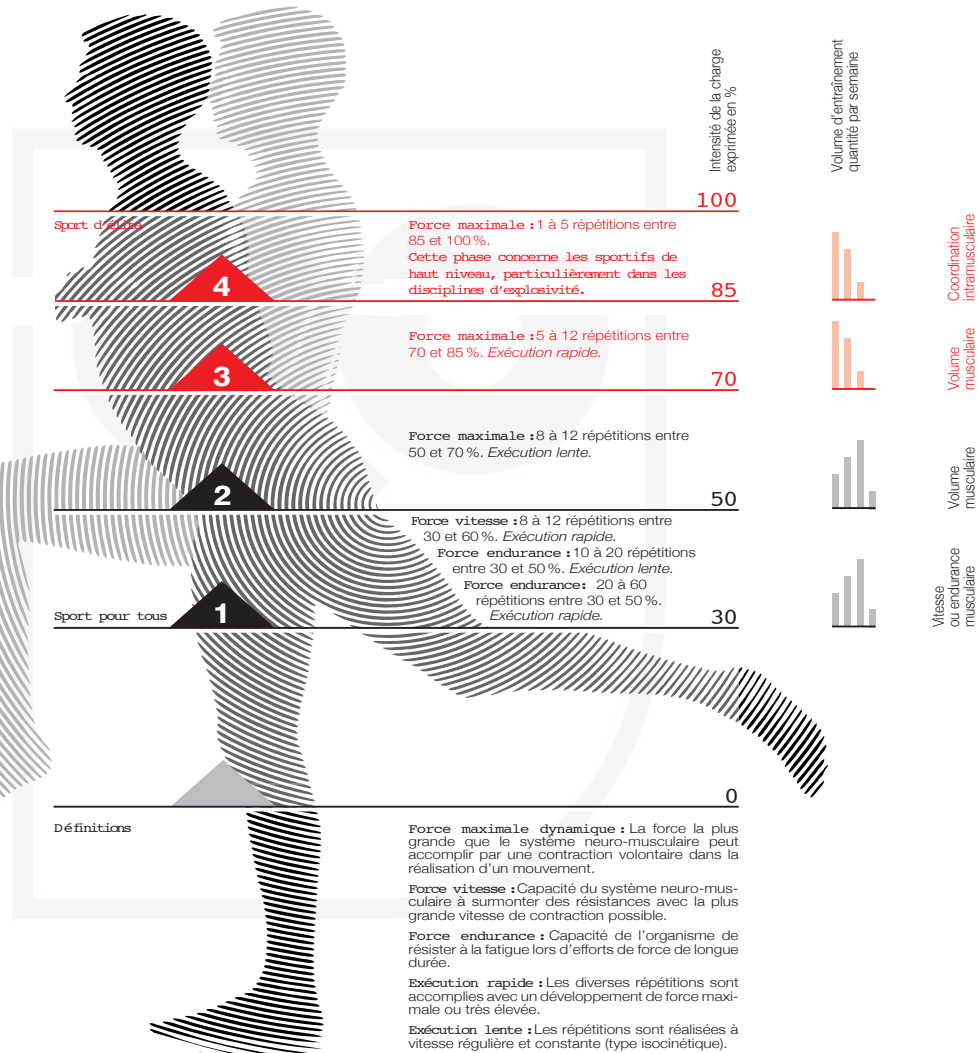 Intensité de la charge
exprimée en %
Volume d'entraînement
quantité par semaine
100
Sport d'élite
Force maximale : 1 à 5 répétitions entre
85 et 100 %.
Cette phase concerne les sportifs de
haut niveau, particulièrement dans les
disciplines d'explosivité.
4
85
Coordination
intramusculaire
Force maximale : 5 à 12 répétitions entre
70 et 85 %. Exécution rapide.
3
70
Volume
musculaire
Force maximale : 8 à 12 répétitions entre
50 et 70 %. Exécution lente.
2
50
Volume
musculaire
Force vitesse : 8 à 12 répétitions entre
30 et 60 %. Exécution rapide.
Force endurance : 10 à 20 répétitions
entre 30 et 50 %. Exécution lente.
Force endurance : 20 à 60
répétitions entre 30 et 50 %.
Exécution rapide.
Sport pour tous
1
30
Vitesse
ou endurance
musculaire
0
Définitions
Force maximale dynamique : La force la plus
grande que le système neuro-musculaire peut
accomplir par une contraction volontaire dans la
réalisation d'un mouvement.
Force vitesse : Capacité du système neuro-mus-
culaire à surmonter des résistances avec la plus
grande vitesse de contraction possible.
Force endurance : Capacité de l'organisme de
résister à la fatigue lors d'efforts de force de longue
durée.
Exécution rapide : Les diverses répétitions sont
accomplies avec un développement de force maxi-
male ou très élevée.
Exécution lente : Les répétitions sont réalisées à
vitesse régulière et constante (type isocinétique).